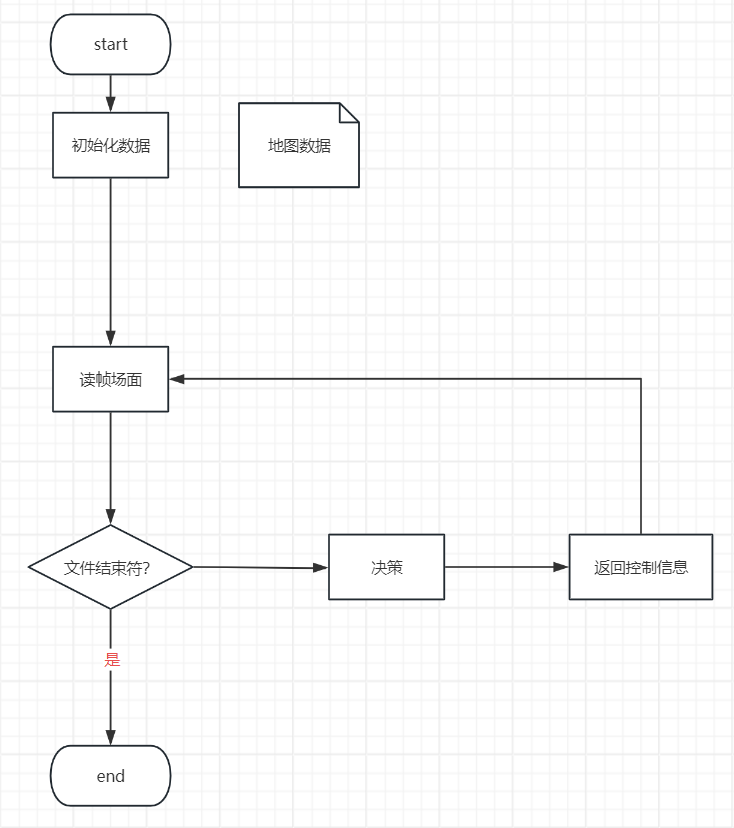 start
初始化数据
地图数据
读帧场面
文件结束符?
决策
返回控制信息
是
end